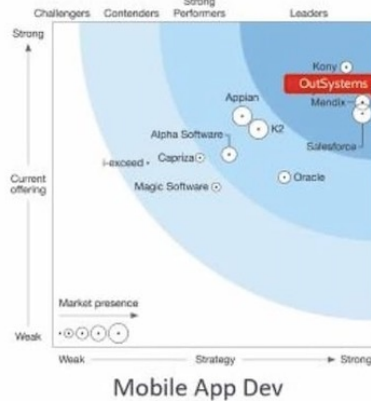 Strong
Challengers Contenders Performers Leaders
Strong
Kony
OutSystems
Appian
Mendix
K2
Alpha Software
Salesforce
i-exceed
Capriza
Oracle
Magic Software
Current
offering
Market presence
Weak
Weak Strategy Strong
Mobile App Dev